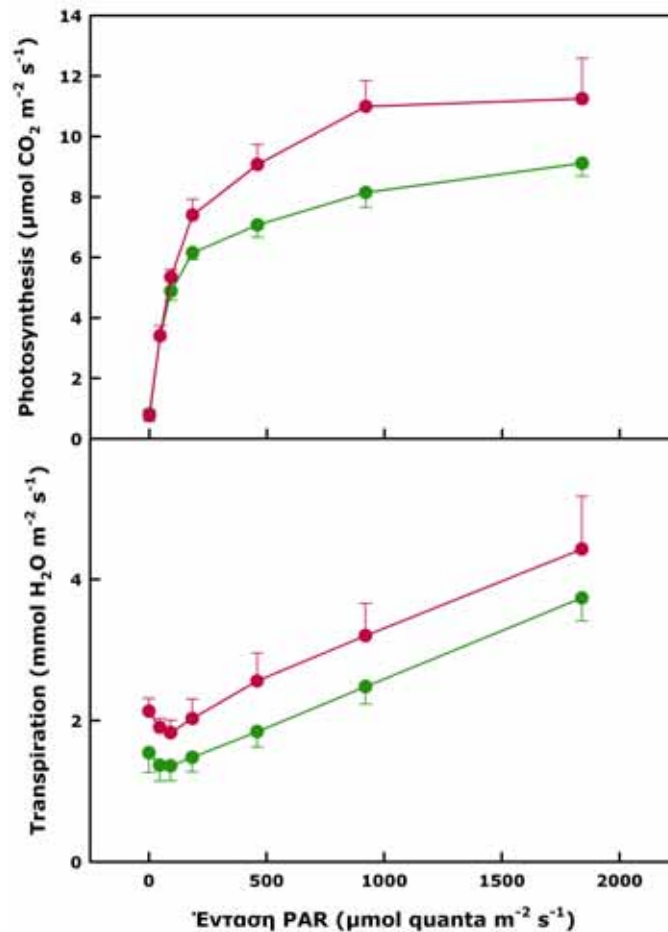 Photosynthesis (μmol CO₂ m⁻² s⁻¹)
14
12
10
8
6
4
2
0
Transpiration (mmol H₂O m⁻² s⁻¹)
4
2
0
0 500 1000 1500 2000
Ένταση PAR (μmol quanta m⁻² s⁻¹)